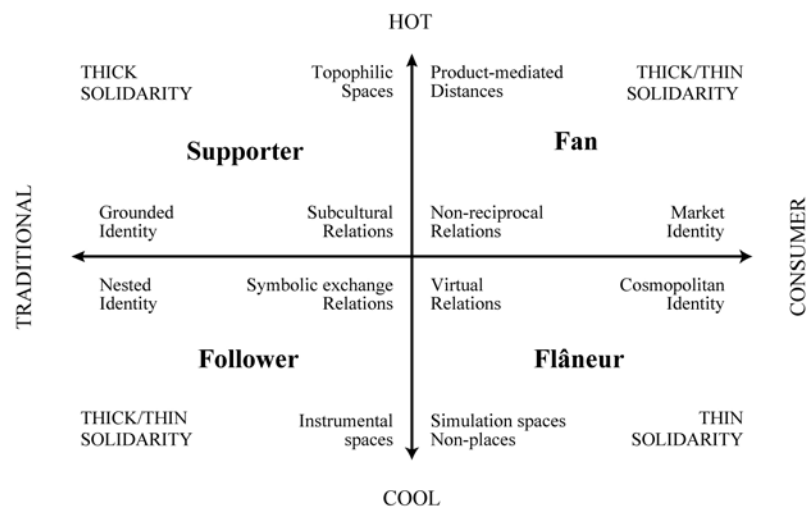 HOT
THICK
SOLIDARITY
Topophilic
Spaces
Product-mediated
Distances
THICK/THIN
SOLIDARITY
Supporter
Fan
Grounded
Identity
Subcultural
Relations
Non-reciprocal
Relations
Market
Identity
TRADITIONAL
CONSUMER
Nested
Identity
Symbolic exchange
Relations
Virtual
Relations
Cosmopolitan
Identity
Follower
Flâneur
THICK/THIN
SOLIDARITY
Instrumental
spaces
Simulation spaces
Non-places
THIN
SOLIDARITY
COOL